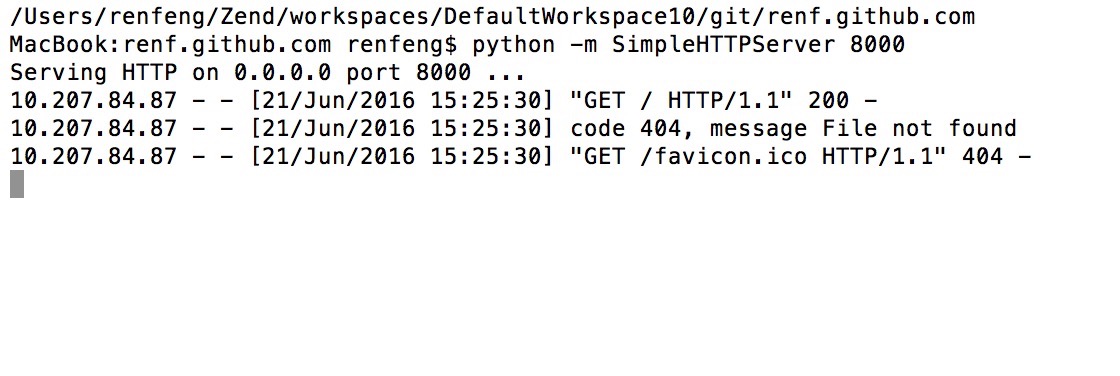 /Users/renfeng/Zend/workspaces/DefaultWorkspace10/git/renf.github.com
MacBook:renf.github.com renfeng$ python -m SimpleHTTPServer 8000
Serving HTTP on 0.0.0.0 port 8000 ...
10.207.84.87 - - [21/Jun/2016 15:25:30] "GET / HTTP/1.1" 200 -
10.207.84.87 - - [21/Jun/2016 15:25:30] code 404, message File not found
10.207.84.87 - - [21/Jun/2016 15:25:30] "GET /favicon.ico HTTP/1.1" 404 -